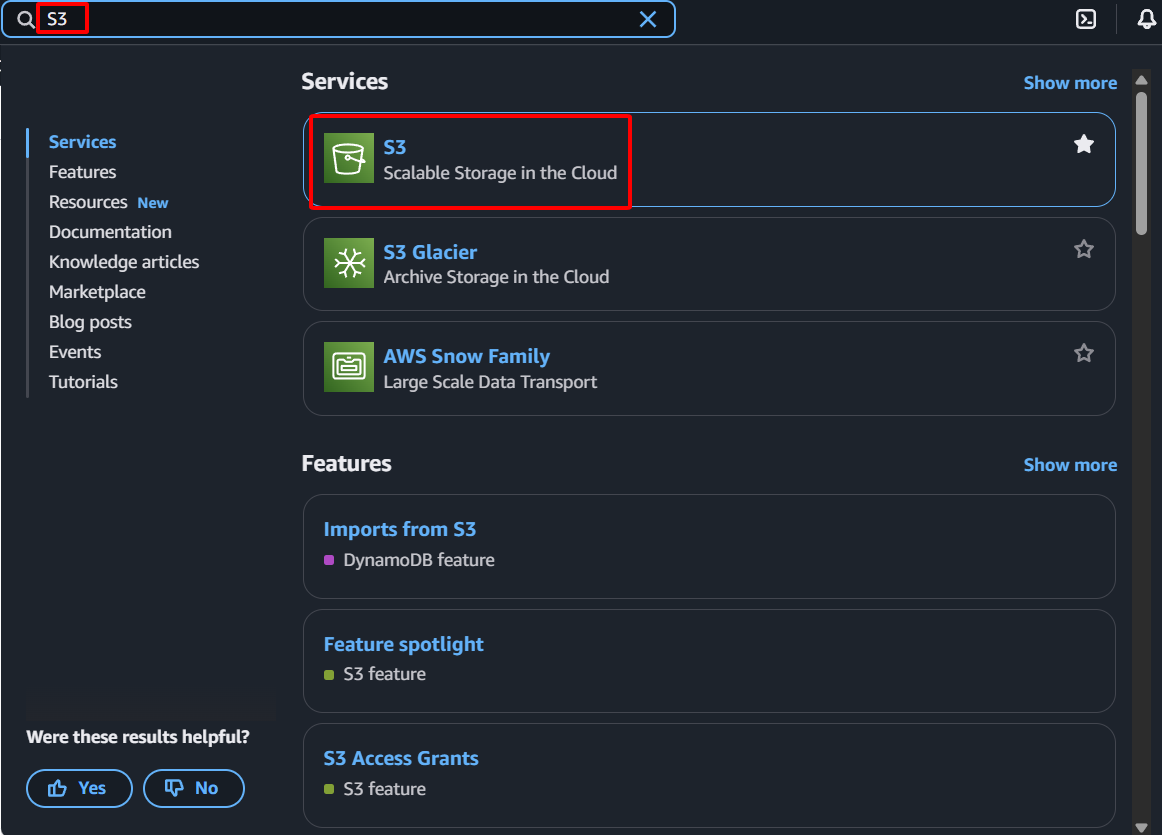 S3
Services
Features
Resources New
Documentation
Knowledge articles
Marketplace
Blog posts
Events
Tutorials
Were these results helpful?
Yes
No
Services
Show more
S3
Scalable Storage in the Cloud
S3 Glacier
Archive Storage in the Cloud
AWS Snow Family
Large Scale Data Transport
Features
Show more
Imports from S3
DynamoDB feature
Feature spotlight
S3 feature
S3 Access Grants
S3 feature